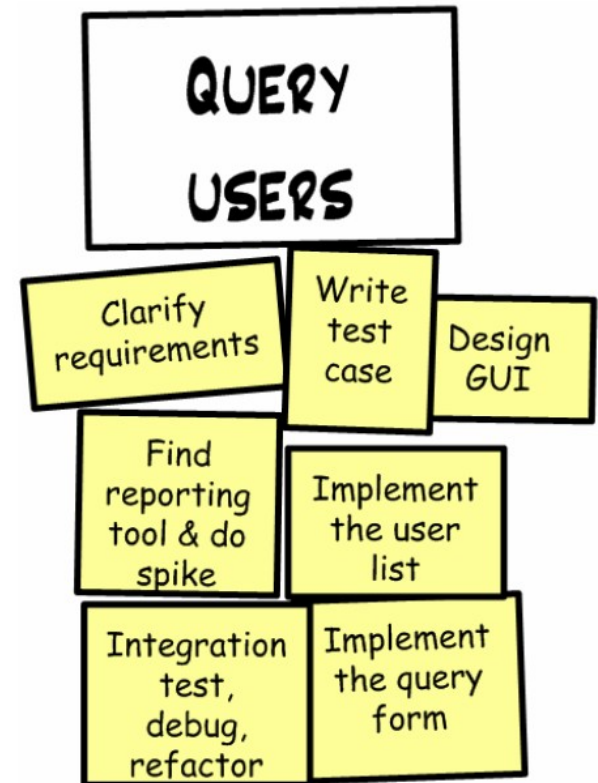 QUERY
USERS
Clarify
requirements
Write
test
case
Design
GUI
Find
reporting
tool & do
spike
Implement
the user
list
Integration
test,
debug,
refactor
Implement
the query
form